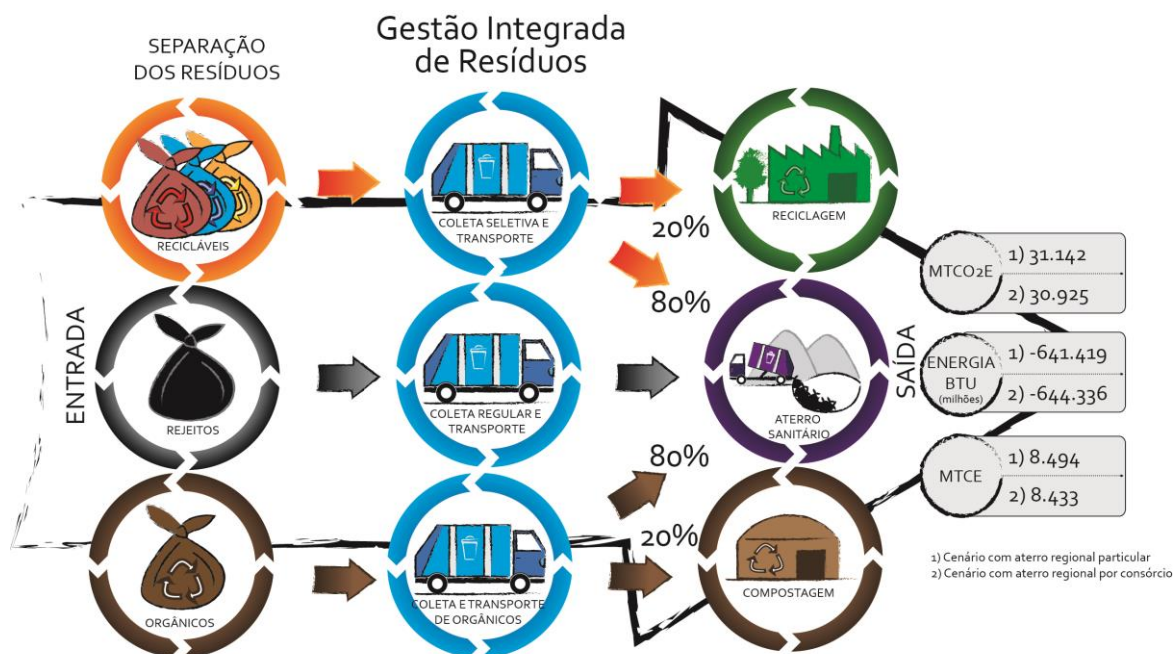 Gestão Integrada
de Resíduos
SEPARAÇÃO
DOS RESÍDUOS
ENTRADA
RECICLÁVEIS
COLETA SELETIVA E
TRANSPORTE
20%
80%
RECICLAGEM
REJEITOS
COLETA REGULAR E
TRANSPORTE
ATERRO
SANITÁRIO
ORGÂNICOS
COLETA E TRANSPORTE
DE ORGÂNICOS
80%
20%
COMPOSTAGEM
SAÍDA
MTCO2E
1) 31.142
2) 30.925
ENERGIA
BTU
(milhões)
1) -641.419
2) -644.336
MTCE
1) 8.494
2) 8.433
1) Cenário com aterro regional particular
2) Cenário com aterro regional por consórcio